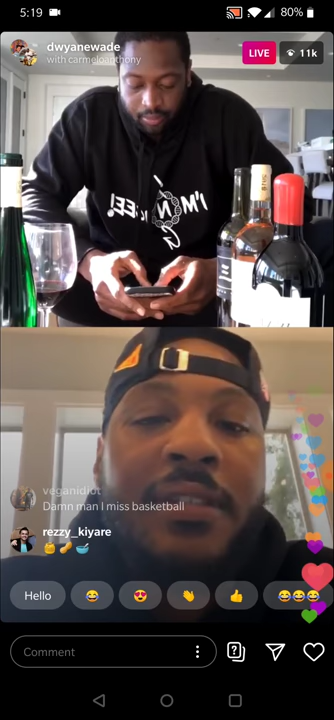 5:19
80%
dwyanewade
with carmeloanthony
LIVE
11k
I'M
veganidiot
Damn man I miss basketball
rezzy_kiyare
Hello
Comment